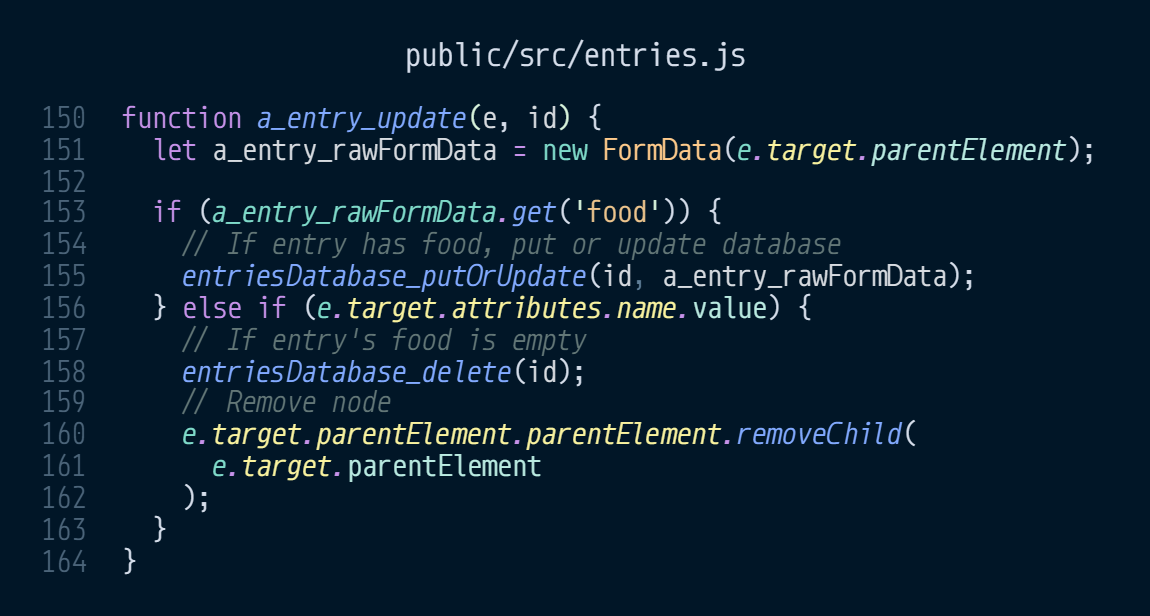 public/src/entries.js
150 function a_entry_update(e, id) {
151   let a_entry_rawFormData = new FormData(e.target.parentElement);
152
153   if (a_entry_rawFormData.get('food')) {
154     // If entry has food, put or update database
155     entriesDatabase_putOrUpdate(id, a_entry_rawFormData);
156   } else if (e.target.attributes.name.value) {
157     // If entry's food is empty
158     entriesDatabase_delete(id);
159     // Remove node
160     e.target.parentElement.parentElement.removeChild(
161       e.target.parentElement
162     );
163   }
164 }